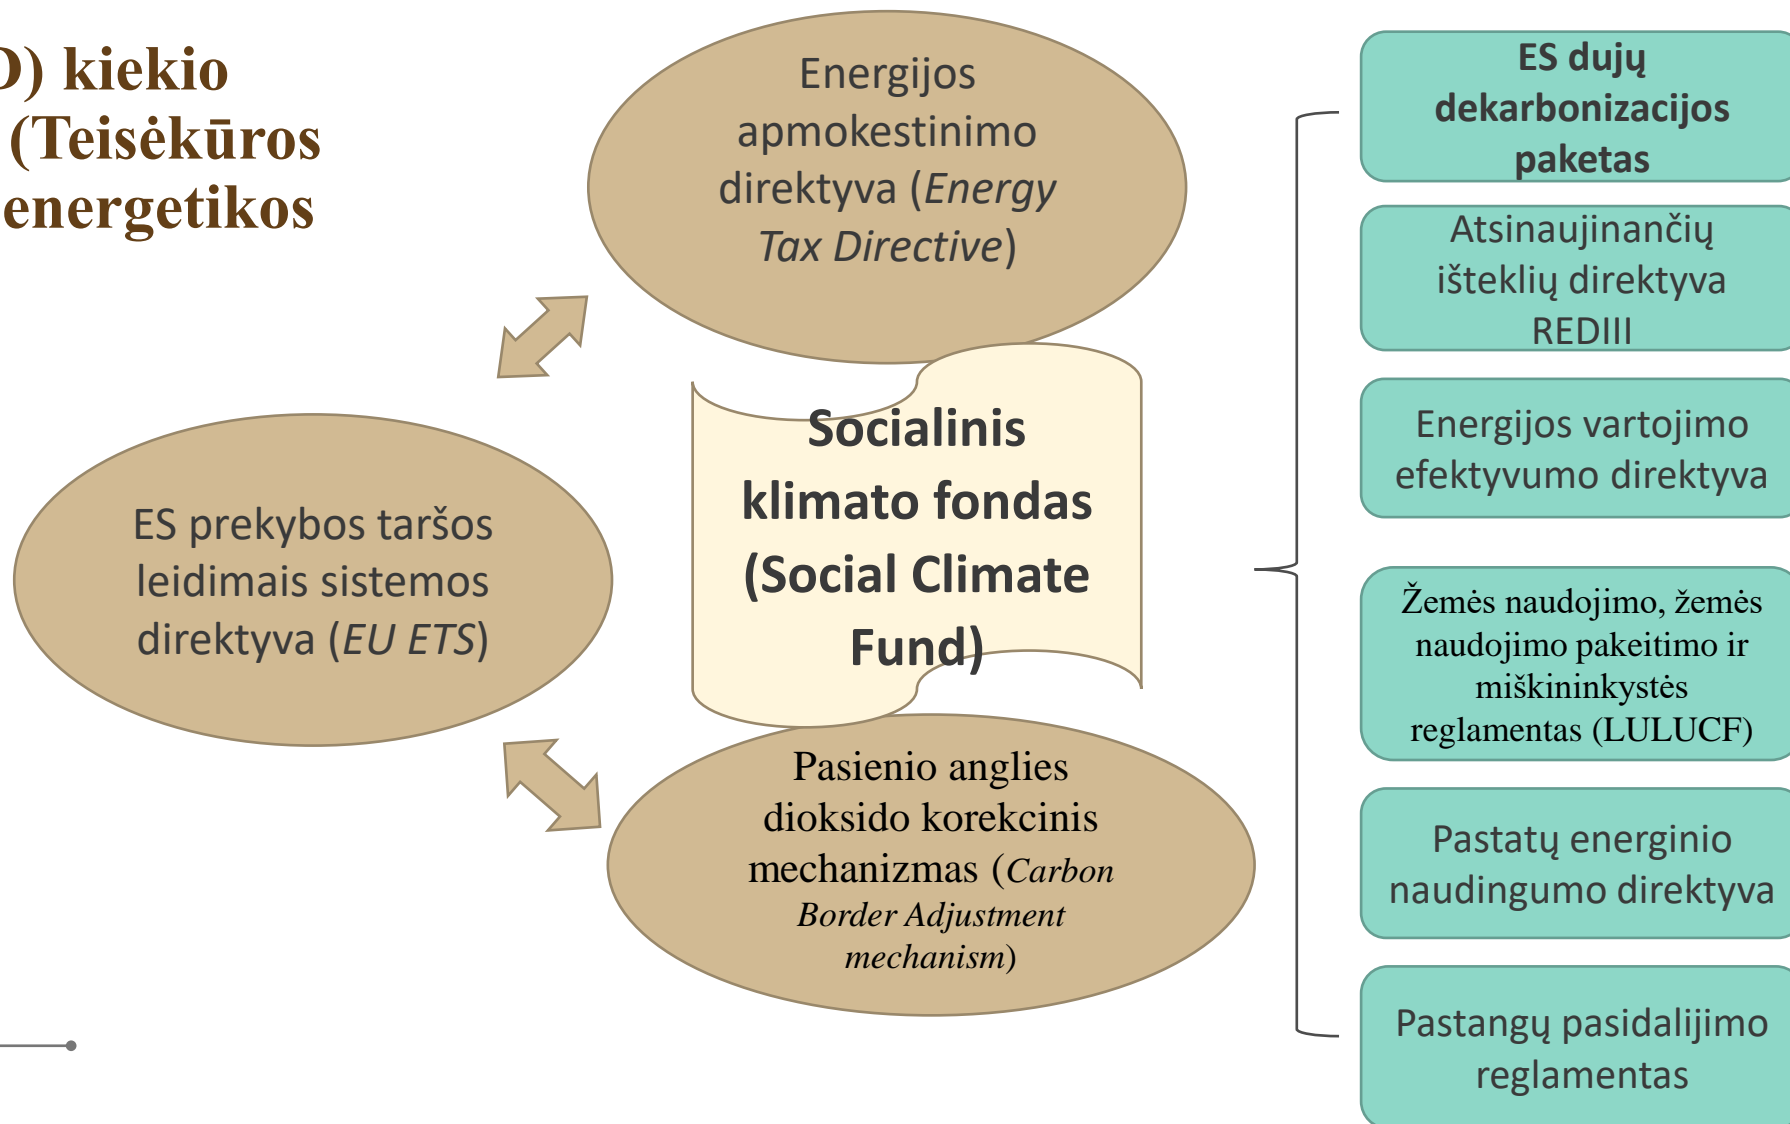 D) kiekio
(Teisėkūros
energetikos
Energijos
apmokestinimo
direktyva (Energy
Tax Directive)
ES prekybos taršos
leidimais sistemos
direktyva (EU ETS)
Socialinis
klimato fondas
(Social Climate
Fund)
Pasienio anglies
dioksido korekcinis
mechanizmas (Carbon
Border Adjustment
mechanism)
ES dujų
dekarbonizacijos
paketas
Atsinaujinančių
išteklių direktyva
REDIII
Energijos vartojimo
efektyvumo direktyva
Žemės naudojimo, žemės
naudojimo pakeitimo ir
miškininkystės
reglamentas (LULUCF)
Pastatų energinio
naudingumo direktyva
Pastangų pasidalijimo
reglamentas